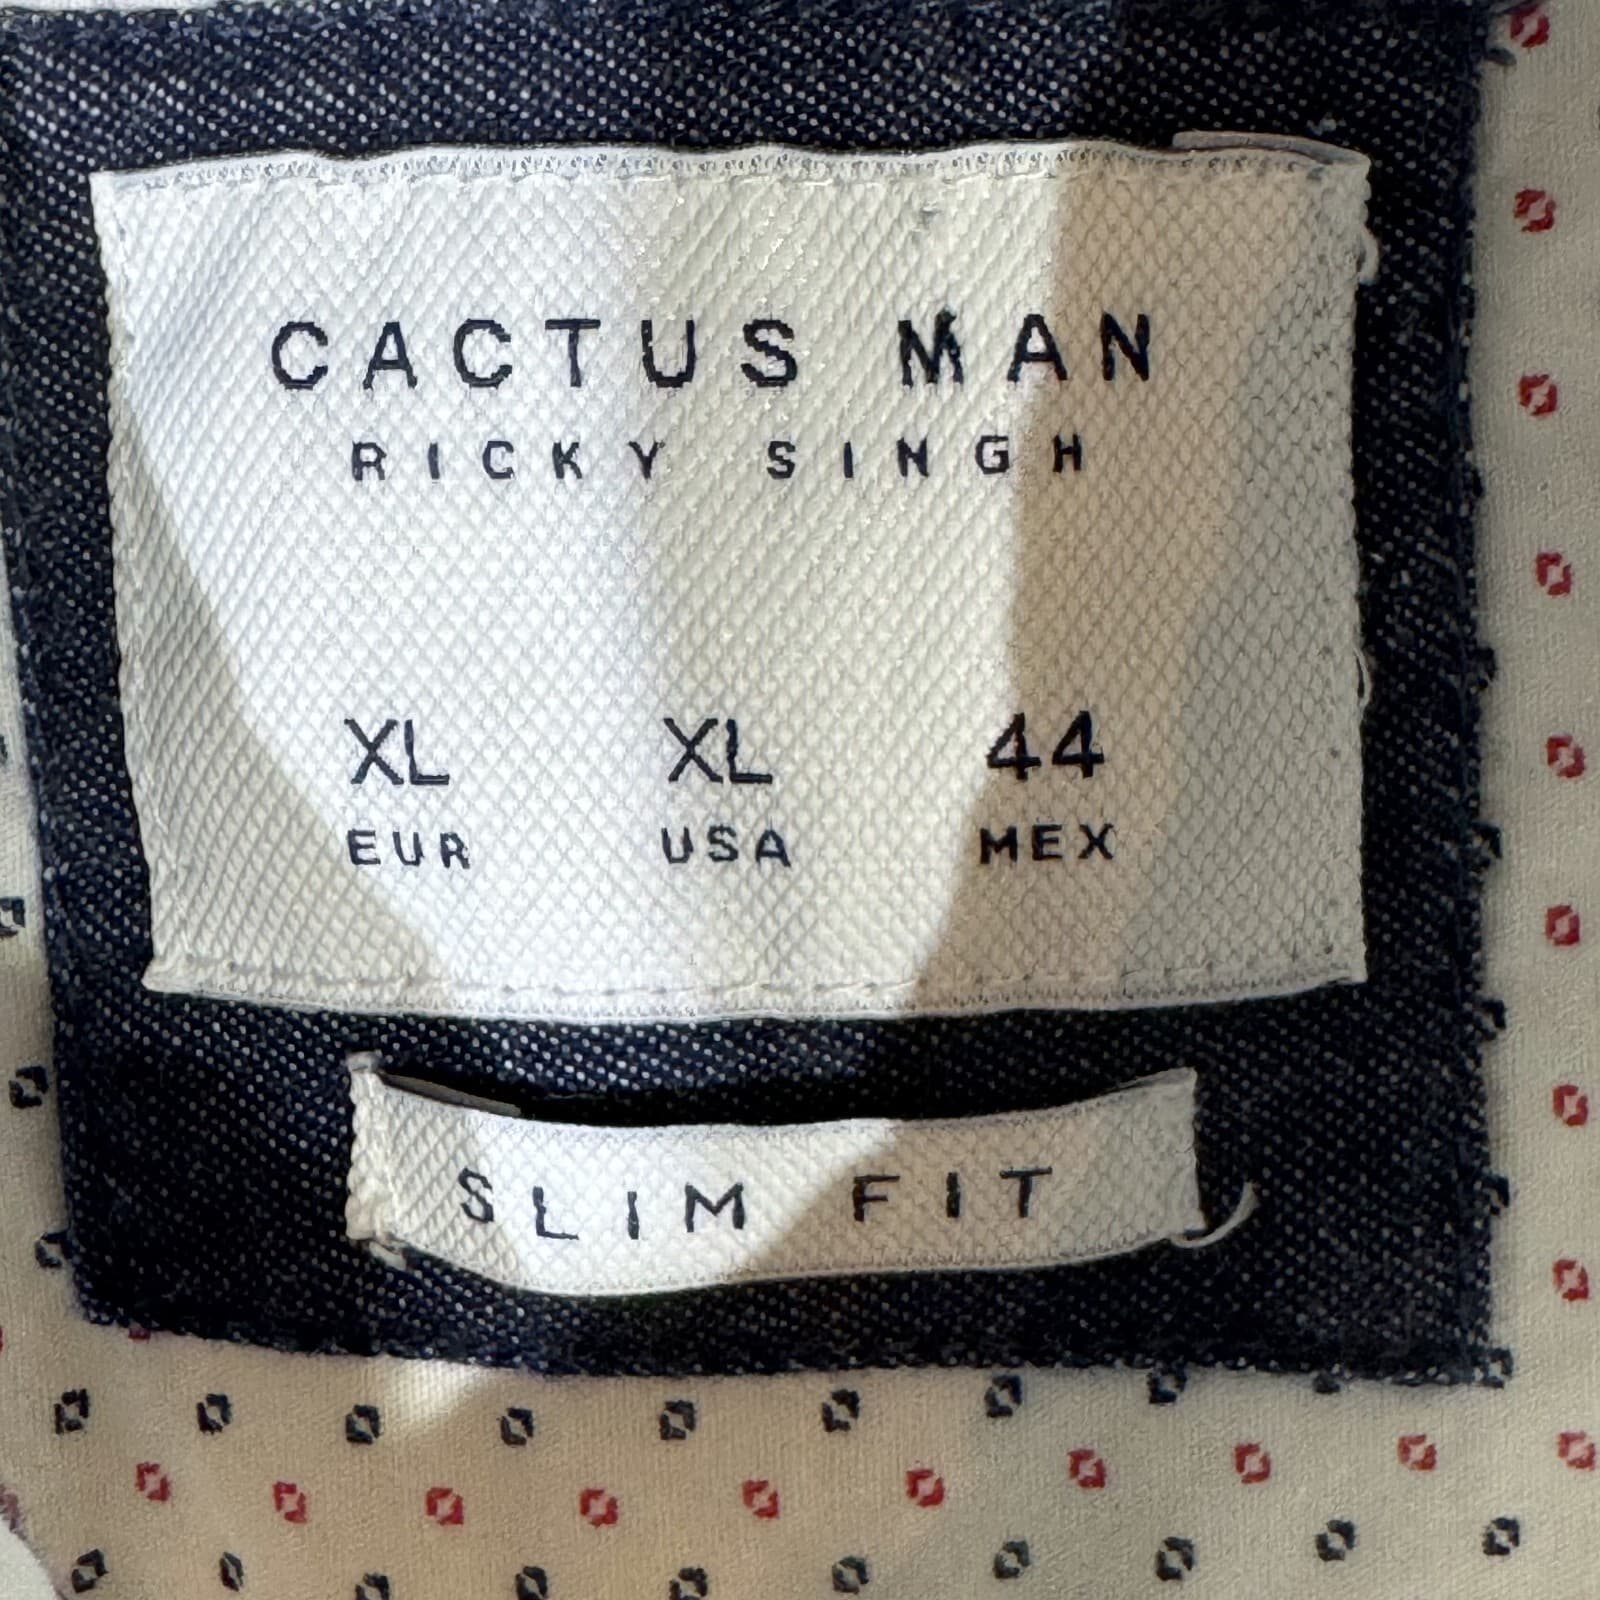 CACTUS MAN
RICKY SINGH
XL XL 44
EUR USA MEX
SLIM FIT